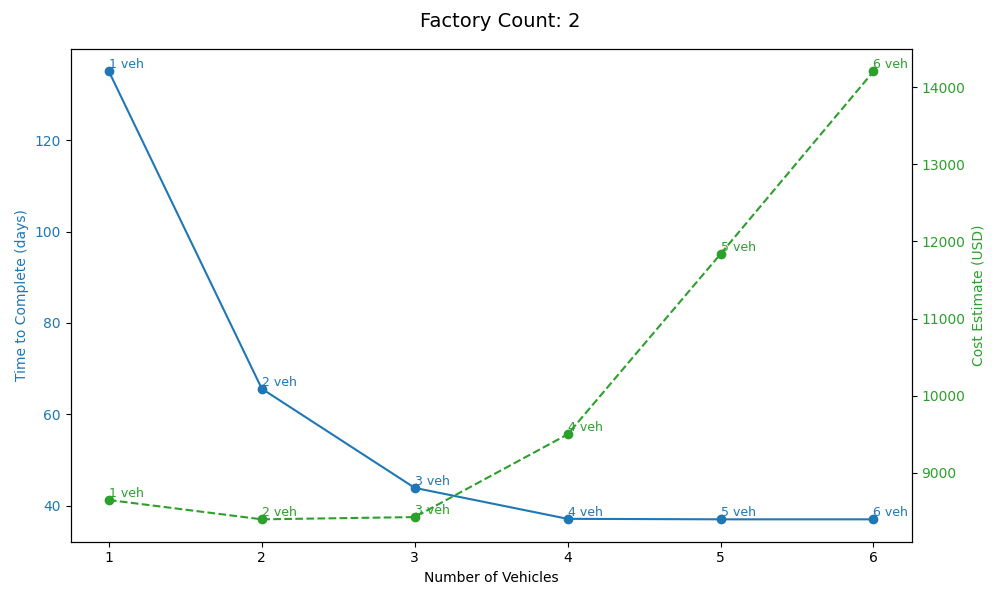 Factory Count: 2
1 veh
6 veh
14000
120
13000
Time to Complete (days)
100
12000
5 veh
Cost Estimate (USD)
11000
80
2 veh
10000
60
4 veh
3 veh
9000
1 veh
40
2 veh
3 veh
4 veh
5 veh
6 veh
1
2
3
4
5
6
Number of Vehicles